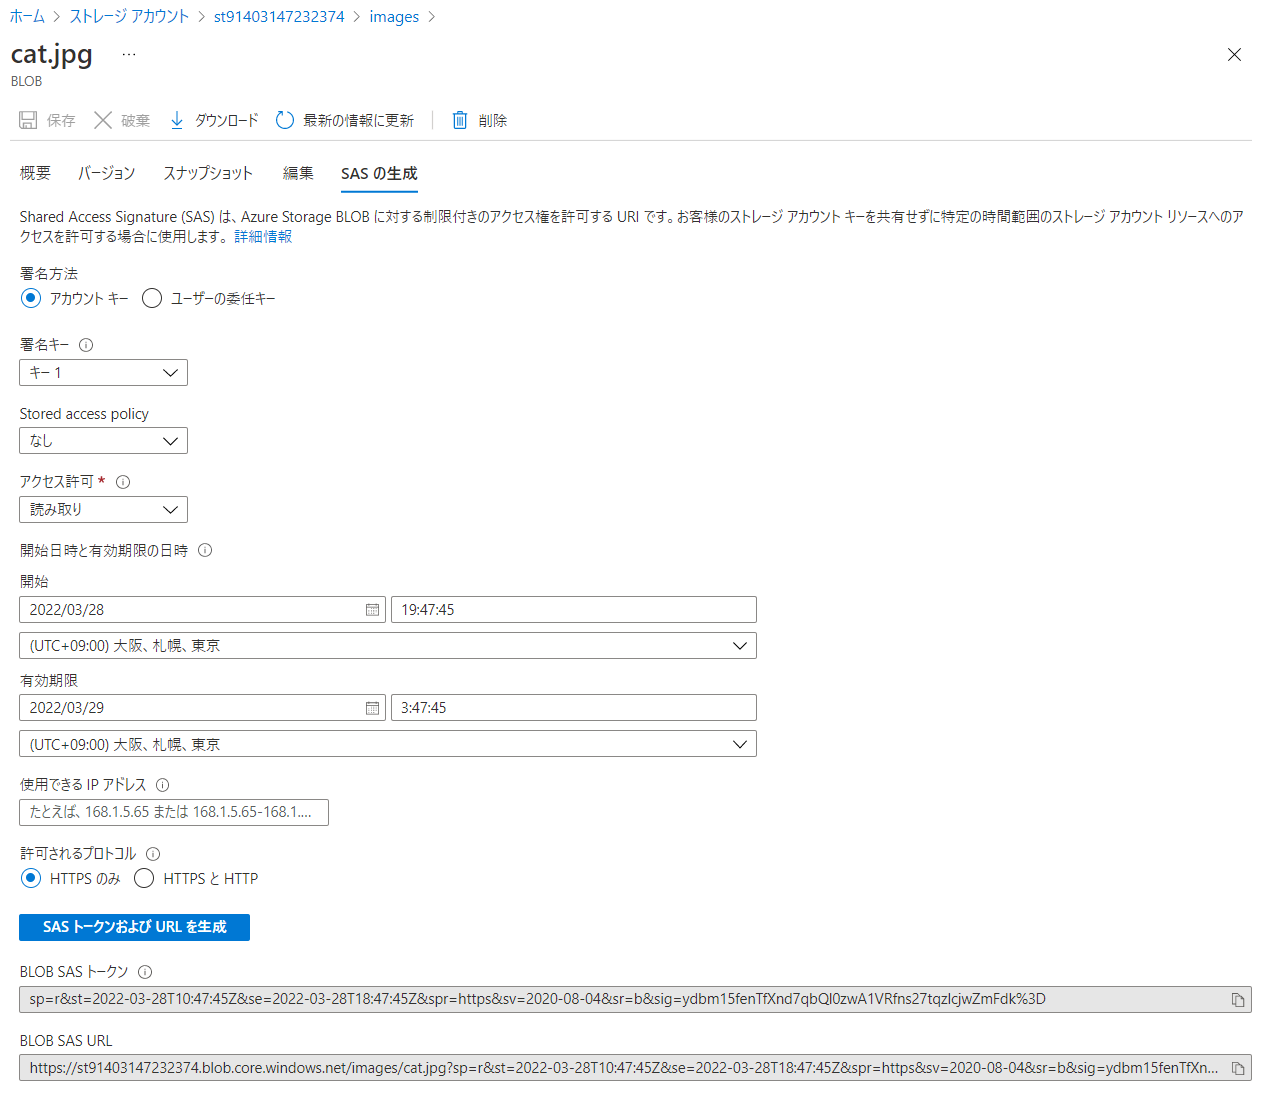 ホーム > ストレージ アカウント > st91403147232374 > images >
cat.jpg ...
BLOB
保存 破棄 ダウンロード 最新の情報に更新 削除
概要 バージョン スナップショット 編集 SAS の生成
Shared Access Signature (SAS) は、Azure Storage BLOB に対する制限付きのアクセス権を許可する URI です。お客様のストレージ アカウント キーを共有せずに特定の時間範囲のストレージ アカウント リソースへのア
クセスを許可する場合に使用します。 詳細情報
署名方法
アカウント キー ユーザーの委任キー
署名キー
キー 1
Stored access policy
なし
アクセス許可 *
読み取り
開始日時と有効期限の日時
開始
2022/03/28 19:47:45
(UTC+09:00) 大阪、札幌、東京
有効期限
2022/03/29 3:47:45
(UTC+09:00) 大阪、札幌、東京
使用できる IP アドレス
たとえば、168.1.5.65 または 168.1.5.65-168.1....
許可されるプロトコル
HTTPS のみ HTTPS と HTTP
SAS トークンおよび URL を生成
BLOB SAS トークン
sp=r&st=2022-03-28T10:47:45Z&se=2022-03-28T18:47:45Z&spr=https&sv=2020-08-04&sr=b&sig=ydbm15fenTfXnd7qbQI0zwA1VRfns27tqzIcjwZmFdk%3D
BLOB SAS URL
https://st91403147232374.blob.core.windows.net/images/cat.jpg?sp=r&st=2022-03-28T10:47:45Z&se=2022-03-28T18:47:45Z&spr=https&sv=2020-08-04&sr=b&sig=ydbm15fenTfXn...